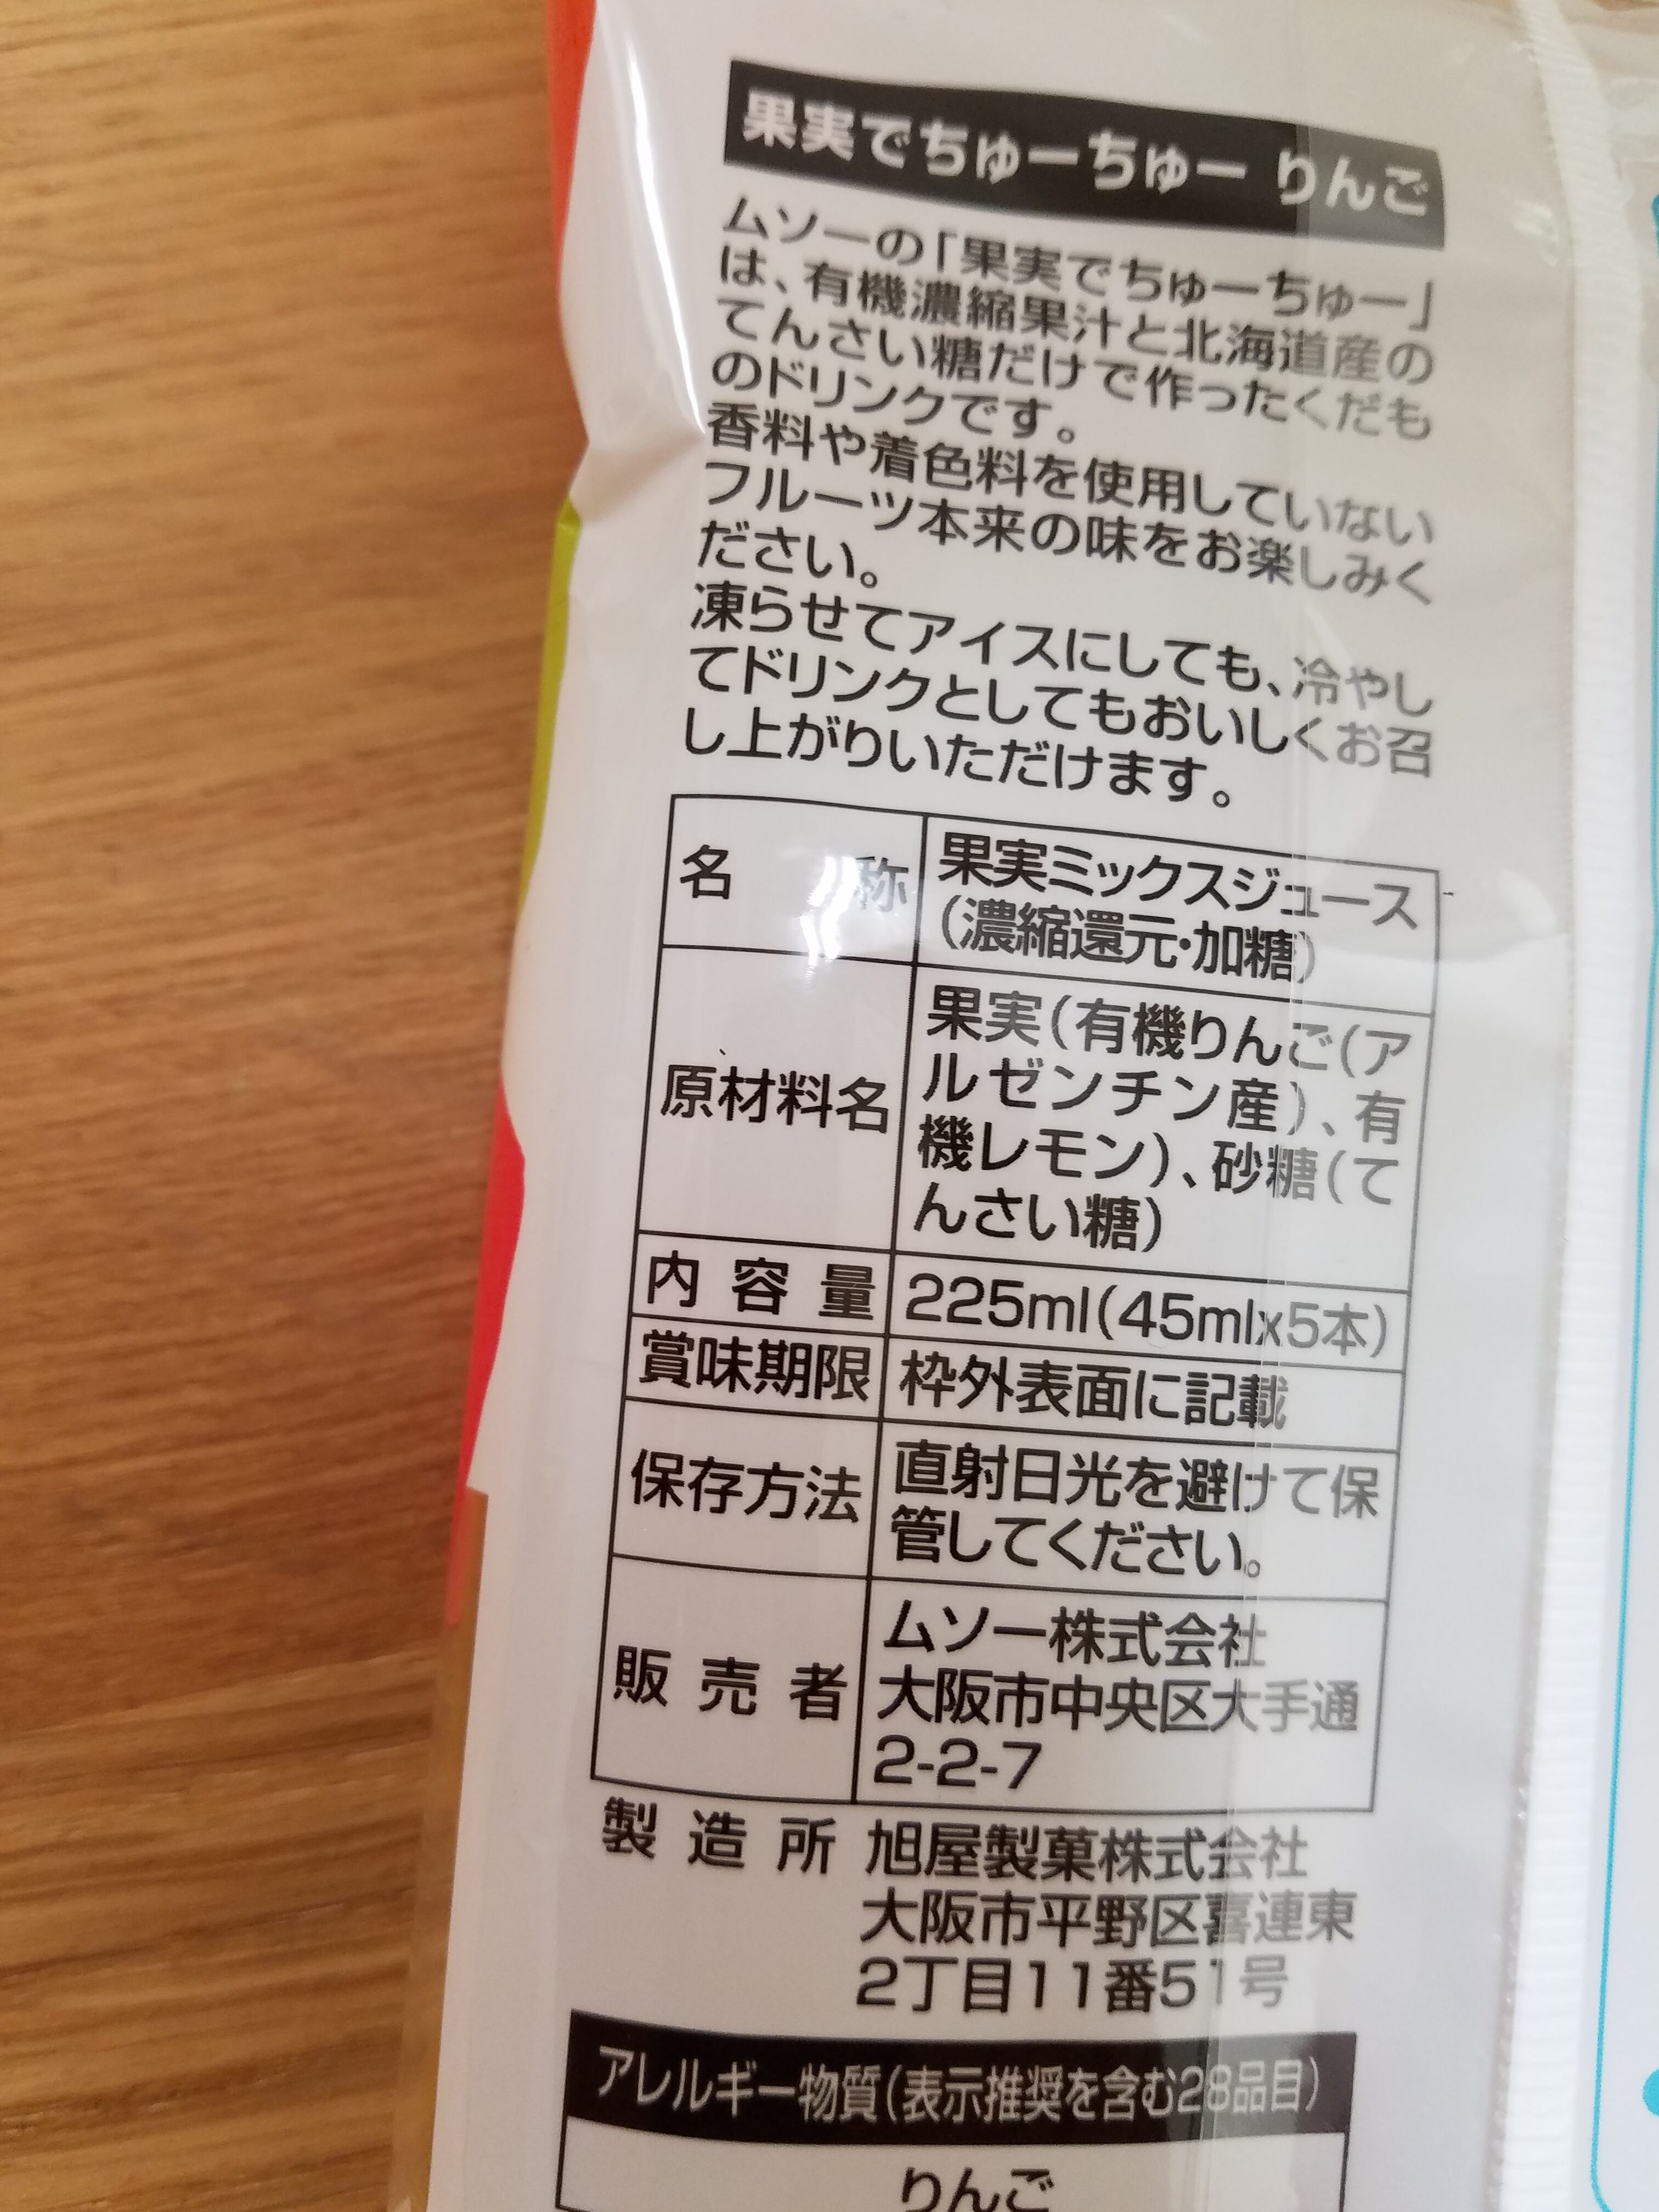 果実でちゅーちゅー りんご
ムソーの「果実でちゅーちゅー」
は、有機濃縮果汁と北海道産の
てんさい糖だけで作ったくだも
のドリンクです。
香料や着色料を使用していない
フルーツ本来の味をお楽しみく
ださい。
凍らせてアイスにしても、冷やし
てドリンクとしてもおいしくお召
し上がりいただけます。
名称 果実ミックスジュース
(濃縮還元・加糖)
原材料名 果実(有機りんご(ア
ルゼンチン産)、有
機レモン)、砂糖(て
んさい糖)
内容量 225ml(45mlx5本)
賞味期限 枠外表面に記載
保存方法 直射日光を避けて保
管してください。
販売者 ムソー株式会社
大阪市中央区大手通
2-2-7
製造所 旭屋製菓株式会社
大阪市平野区喜連東
2丁目11番51号
アレルギー物質(表示推奨を含む28品目)
りんご